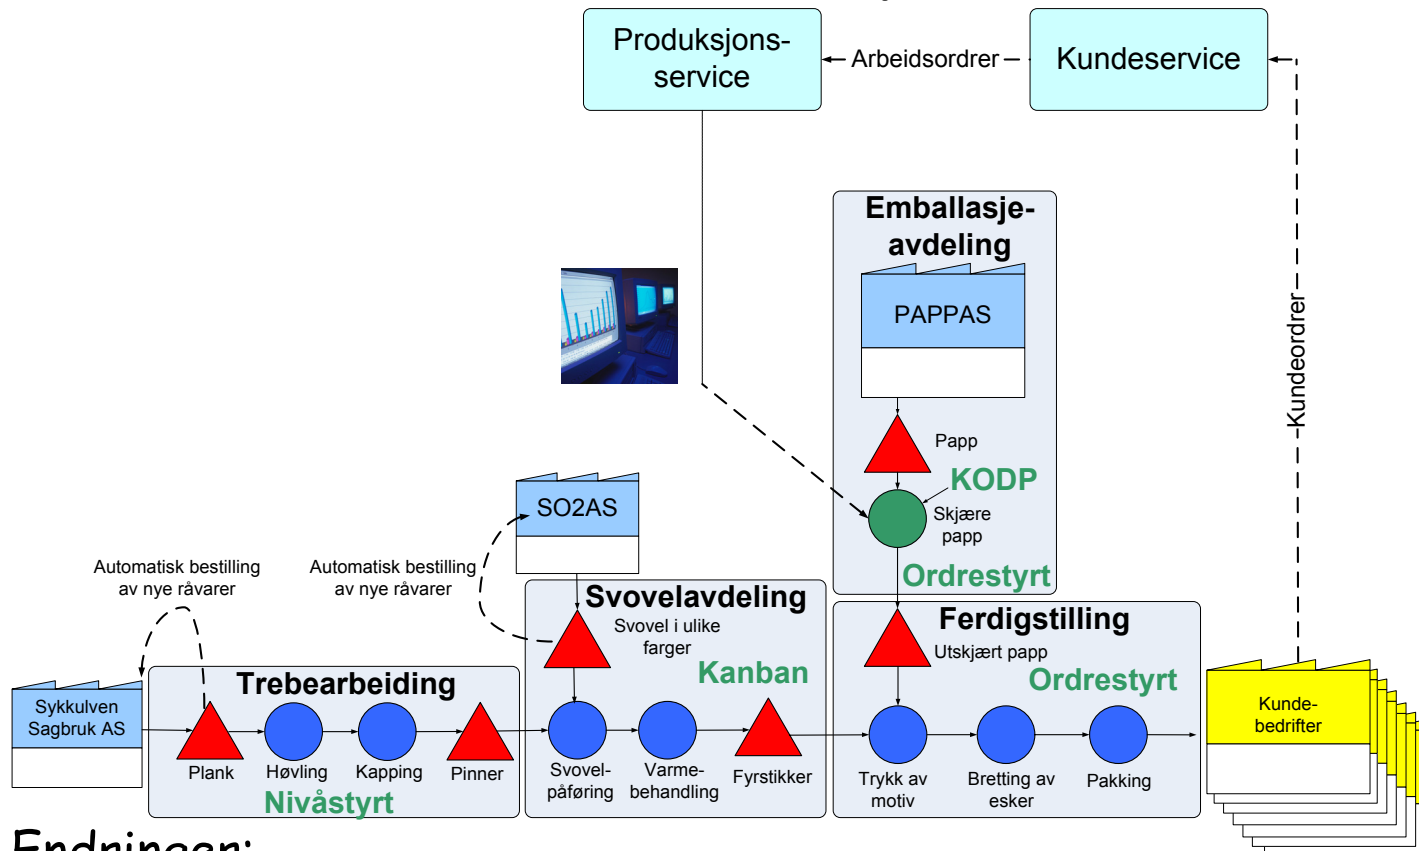 Produksjons-
service
Arbeidsordrer
Kundeservice
Emballasje-
avdeling
PAPPAS
Kundeordrer
Papp
KODP
Skjære
papp
Ordrestyrt
SO2AS
Automatisk bestilling
av nye råvarer
Automatisk bestilling
av nye råvarer
Svovelavdeling
Svovel i ulike
farger
Kanban
Ferdigstilling
Utskjært papp
Ordrestyrt
Trebearbeiding
Sykkulven
Sagbruk AS
Plank
Høvling
Kapping
Pinner
Nivåstyrt
Svovel-
påføring
Varme-
behandling
Fyrstikker
Trykk av
motiv
Bretting av
esker
Pakking
Kunde-
bedrifter
Endringer: